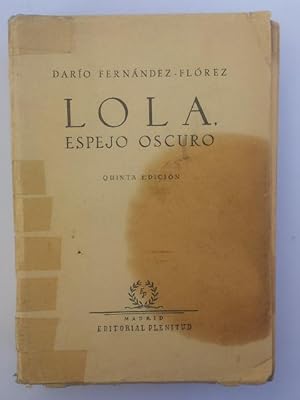 DARÍO FERNÁNDEZ-FLÓREZ
LOLA,
ESPEJO OSCURO
QUINTA EDICIÓN
MADRID
EDITORIAL PLENITUD